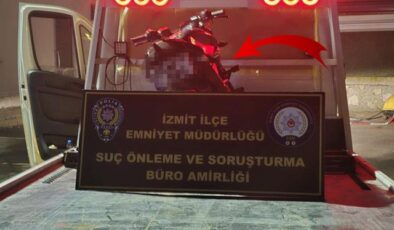 İZMİT İLÇE
EMNİYET MÜDÜRLÜĞÜ
SUÇ ÖNLEME VE SORUŞTURMA
BÜRO AMİRLİĞİ